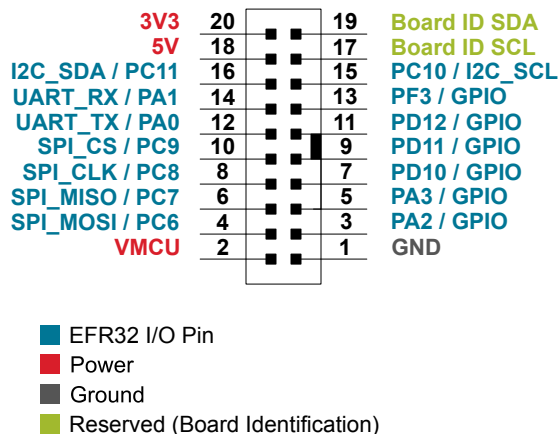 3V3 20 19 Board ID SDA
5V 18 17 Board ID SCL
I2C_SDA / PC11 16 15 PC10 / I2C_SCL
UART_RX / PA1 14 13 PF3 / GPIO
UART_TX / PA0 12 11 PD12 / GPIO
SPI_CS / PC9 10 9 PD11 / GPIO
SPI_CLK / PC8 8 7 PD10 / GPIO
SPI_MISO / PC7 6 5 PA3 / GPIO
SPI_MOSI / PC6 4 3 PA2 / GPIO
VMCU 2 1 GND
EFR32 I/O Pin
Power
Ground
Reserved (Board Identification)